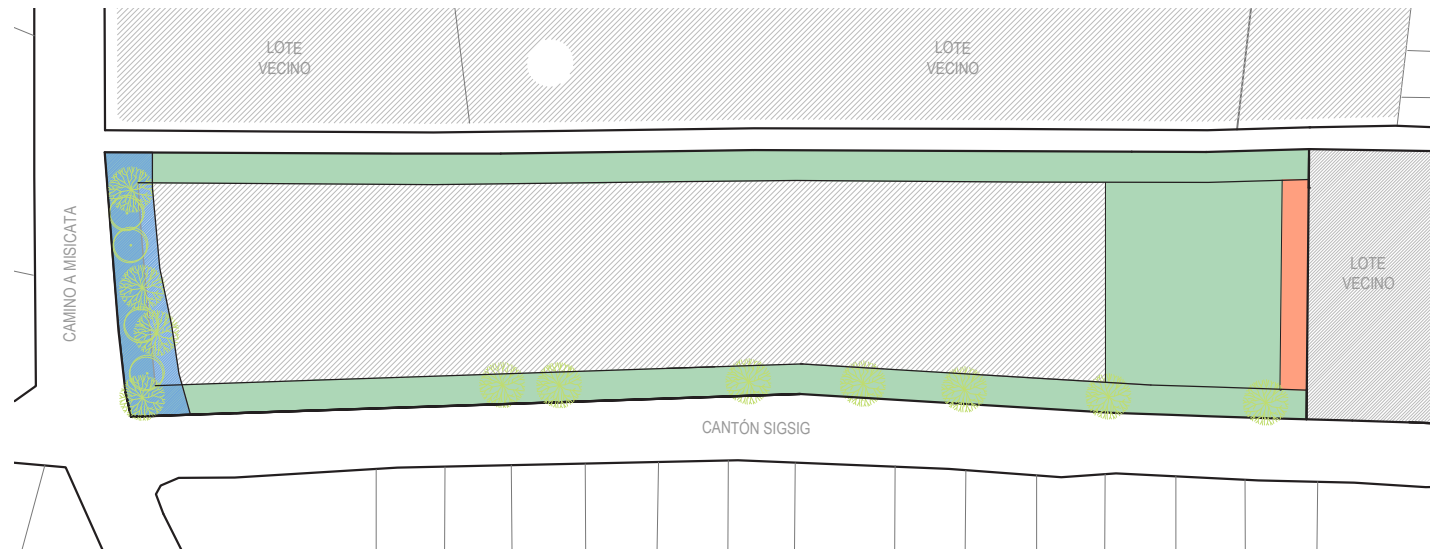 LOTE
VECINO
LOTE
VECINO
CAMINO A MISICATA
LOTE
VECINO
CANTÓN SIGSIG